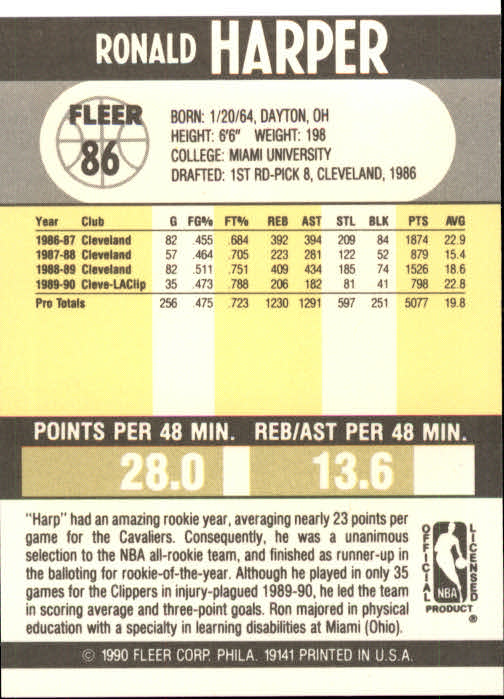 RONALD HARPER
FLEER
86
BORN: 1/20/64, DAYTON, OH
HEIGHT: 6'6" WEIGHT: 198
COLLEGE: MIAMI UNIVERSITY
DRAFTED: 1ST RD-PICK 8, CLEVELAND, 1986
Year Club G FG% FT% REB AST STL BLK PTS AVG
1986-87 Cleveland 82 .455 .684 392 394 209 84 1874 22.9
1987-88 Cleveland 57 .464 .705 223 281 122 52 879 15.4
1988-89 Cleveland 82 .511 .751 409 434 185 74 1526 18.6
1989-90 Cleve-LAClip 35 .473 .788 206 182 81 41 798 22.8
Pro Totals 256 .475 .723 1230 1291 597 251 5077 19.8
POINTS PER 48 MIN. REB/AST PER 48 MIN.
28.0 13.6
"Harp" had an amazing rookie year, averaging nearly 23 points per
game for the Cavaliers. Consequently, he was a unanimous
selection to the NBA all-rookie team, and finished as runner-up in
the balloting for rookie-of-the-year. Although he played in only 35
games for the Clippers in injury-plagued 1989-90, he led the team
in scoring average and three-point goals. Ron majored in physical
education with a specialty in learning disabilities at Miami (Ohio).
OFFICIAL
LICENSED
NBA
PRODUCT ®
© 1990 FLEER CORP. PHILA. 19141 PRINTED IN U.S.A.